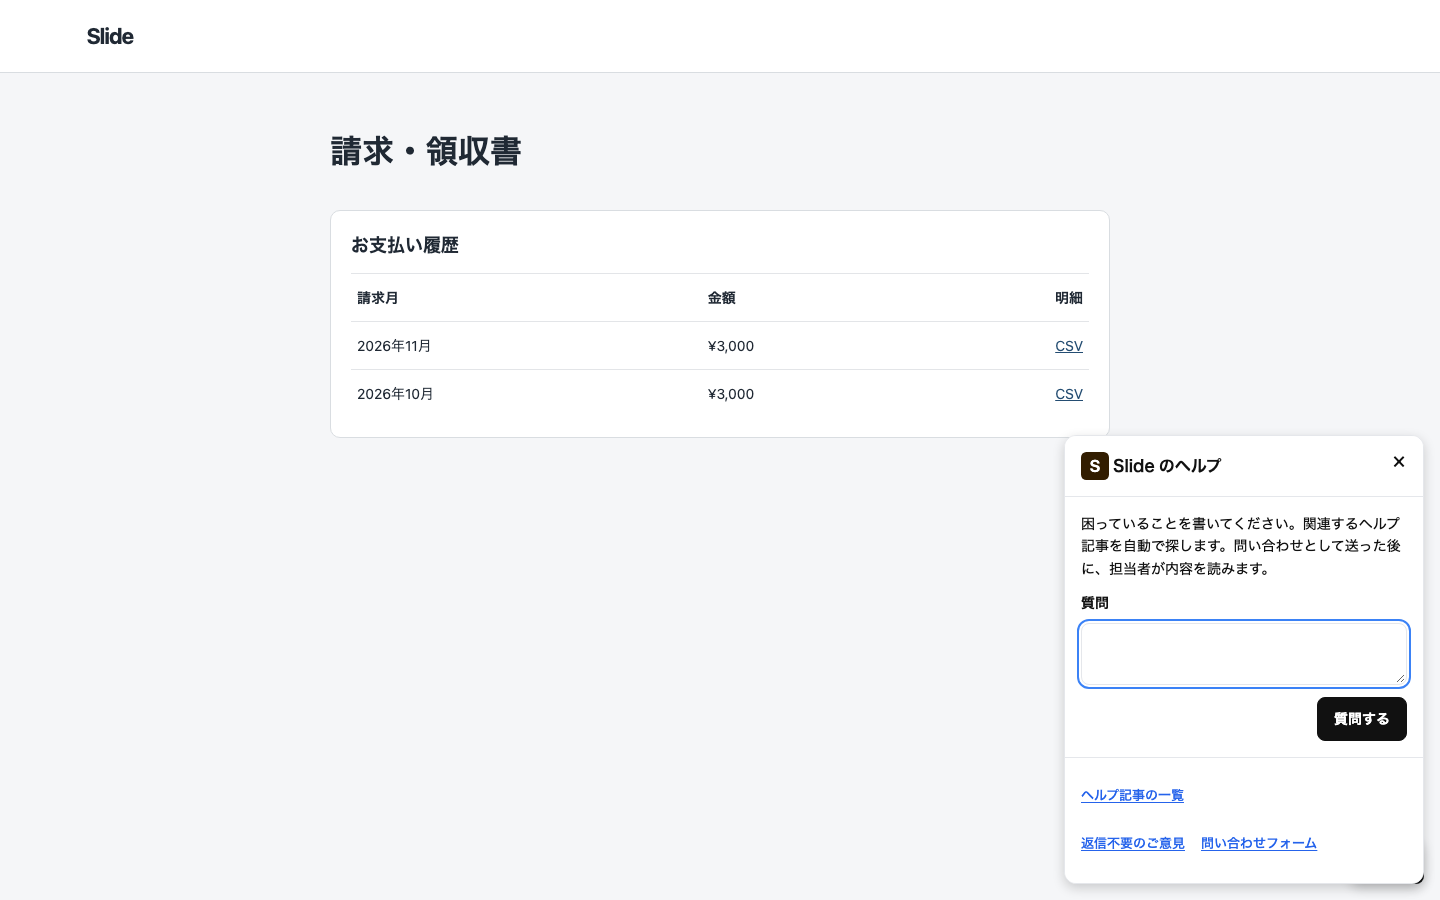 Slide
請求・領収書
お支払い履歴
請求月 金額 明細
2026年11月 ¥3,000 CSV
2026年10月 ¥3,000 CSV
S Slide のヘルプ ×
困っていることを書いてください。関連するヘルプ
記事を自動で探します。問い合わせとして送った後
に、担当者が内容を読みます。
質問
質問する
ヘルプ記事の一覧
返信不要のご意見 問い合わせフォーム